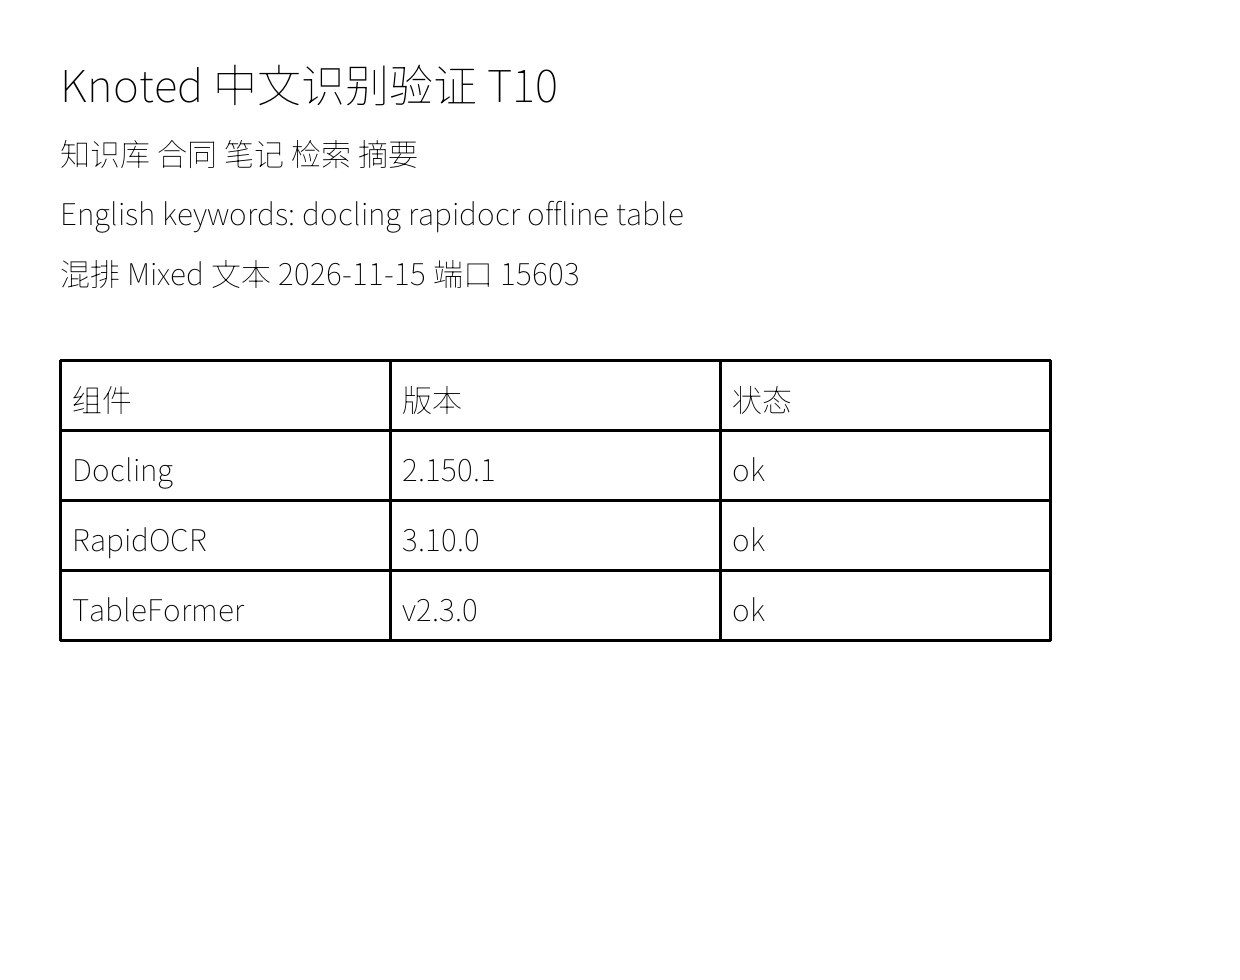 Knoted 中文识别验证 T10
知识库 合同 笔记 检索 摘要
English keywords: docling rapidocr offline table
混排 Mixed 文本 2026-11-15 端口 15603
组件 版本 状态
Docling 2.150.1 ok
RapidOCR 3.10.0 ok
TableFormer v2.3.0 ok